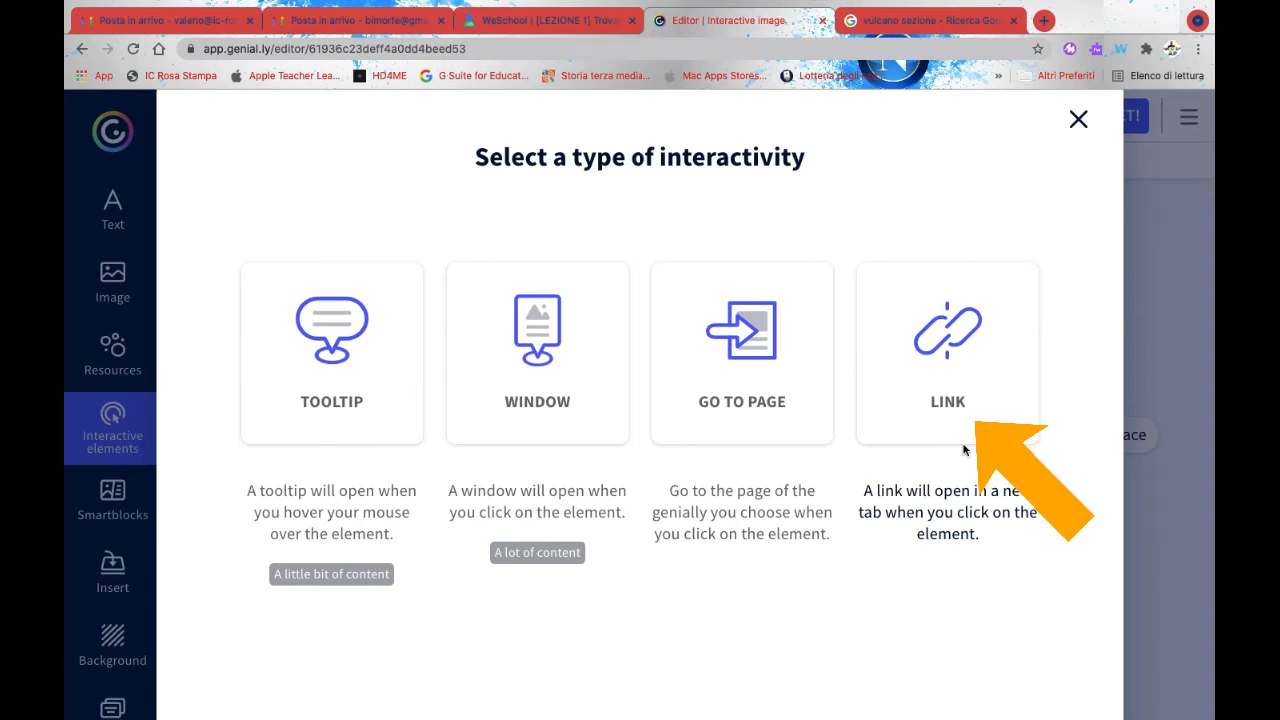 Posta in arrivo - valerio@ic-ro
Posta in arrivo - bimorfe@gm
WeSchool | [LEZIONE 1] Trova
Editor | Interactive image
vulcano sezione - Ricerca Goo
app.genial.ly/editor/61936c23deff4a0dd4beed53
App
IC Rosa Stampa
Apple Teacher Lea...
HD4ME
G Suite for Educat...
Storia terza media...
Mac Apps Stores...
Lotteria degli
»
Altri Preferiti
Elenco di lettura
Text
Image
Resources
Interactive
elements
Smartblocks
Insert
Background
Select a type of interactivity
ET!
ace
TOOLTIP
WINDOW
GO TO PAGE
LINK
A tooltip will open when
you hover your mouse
over the element.
A little bit of content
A window will open when
you click on the element.
A lot of content
Go to the page of the
genially you choose when
you click on the element.
A link will open in a ne
tab when you click on the
element.